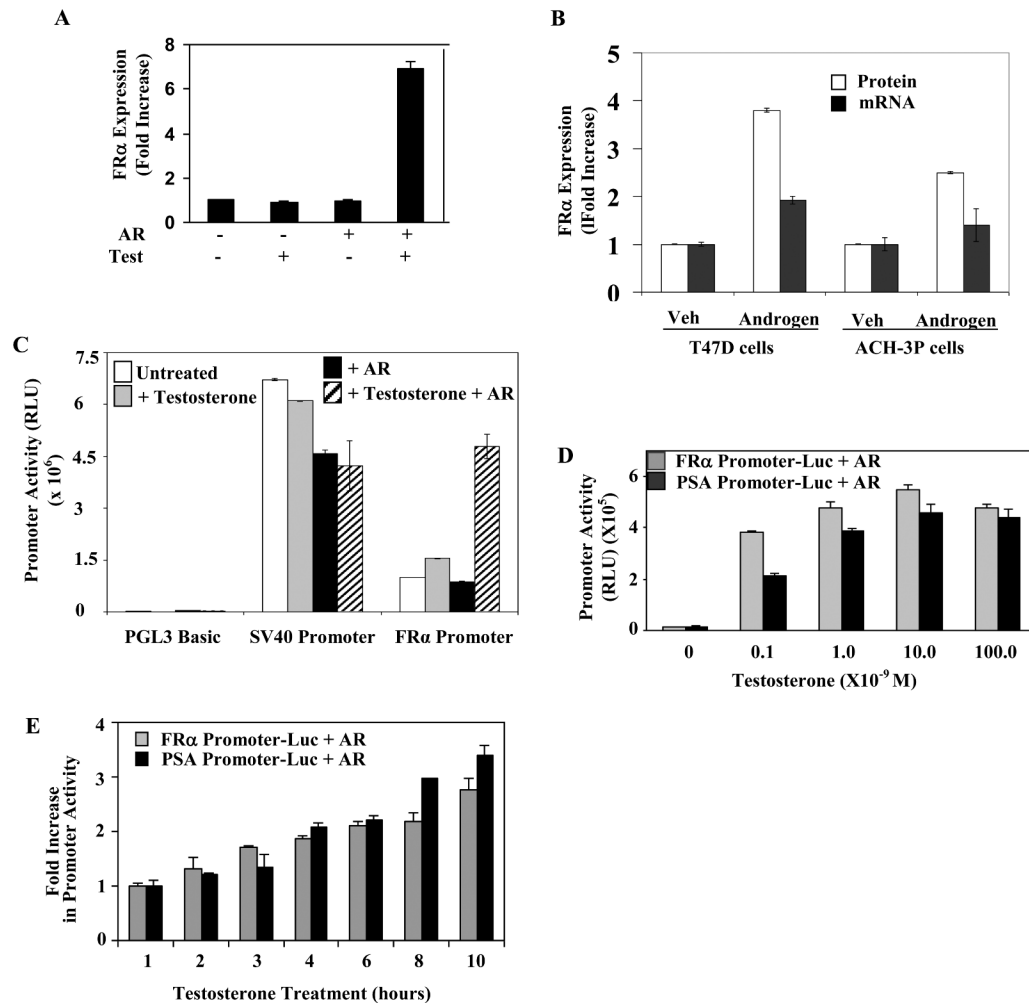 A
FRα Expression
(Fold Increase)
8
6
4
2
0
AR - - + +
Test - + - +
B
FRα Expression
(IFold Increase)
5
4
3
2
1
0
Protein
mRNA
Veh Androgen Veh Androgen
T47D cells ACH-3P cells
C
Promoter Activity (RLU)
(x 10⁶)
7.5
6
4.5
3
1.5
0
Untreated
+ Testosterone
+ AR
+ Testosterone + AR
PGL3 Basic SV40 Promoter FRα Promoter
D
Promoter Activity
(RLU) (X10⁵)
6
4
2
0
FRα Promoter-Luc + AR
PSA Promoter-Luc + AR
0 0.1 1.0 10.0 100.0
Testosterone (X10⁻⁹ M)
E
Fold Increase
in Promoter Activity
4
3
2
1
0
FRα Promoter-Luc + AR
PSA Promoter-Luc + AR
1 2 3 4 6 8 10
Testosterone Treatment (hours)